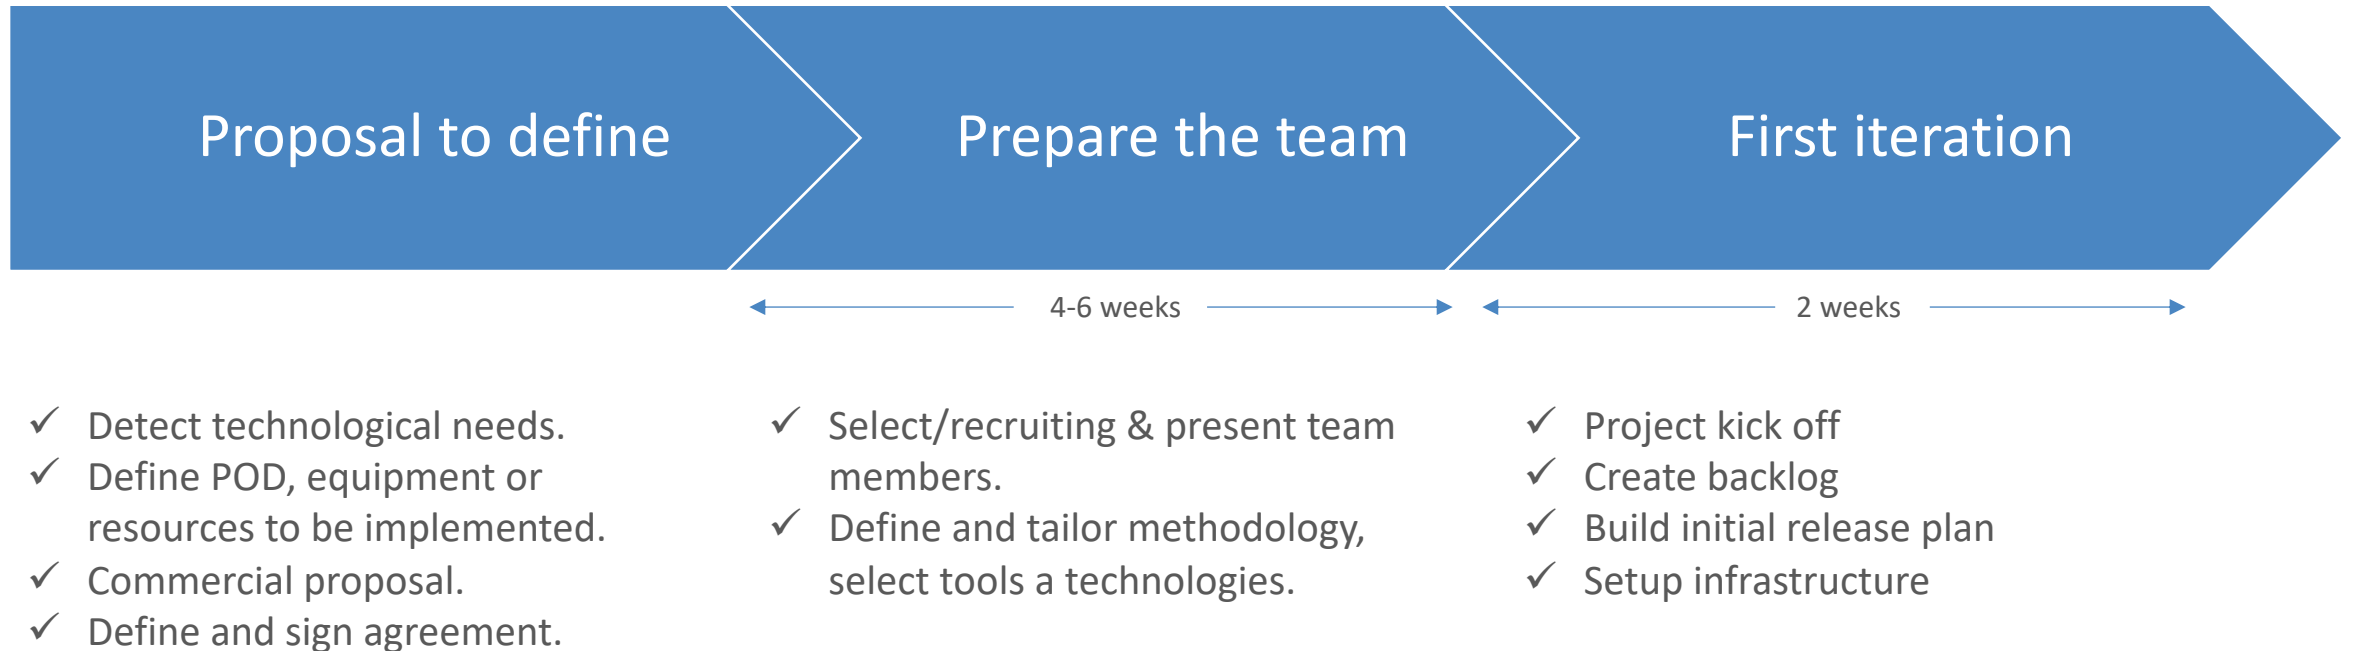 Proposal to define
Prepare the team
First iteration
4-6 weeks
2 weeks
✓ Detect technological needs.
✓ Define POD, equipment or
resources to be implemented.
✓ Commercial proposal.
✓ Define and sign agreement.
✓ Select/recruiting & present team
members.
✓ Define and tailor methodology,
select tools a technologies.
✓ Project kick off
✓ Create backlog
✓ Build initial release plan
✓ Setup infrastructure